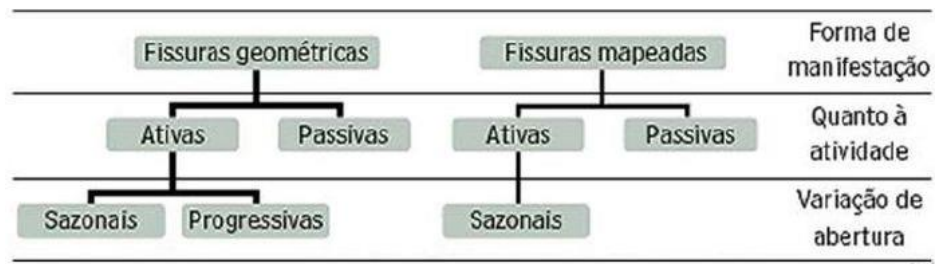 Fissuras geométricas
Fissuras mapeadas
Forma de
manifestação
Ativas
Passivas
Ativas
Passivas
Quanto à
atividade
Sazonais
Progressivas
Sazonais
Variação de
abertura